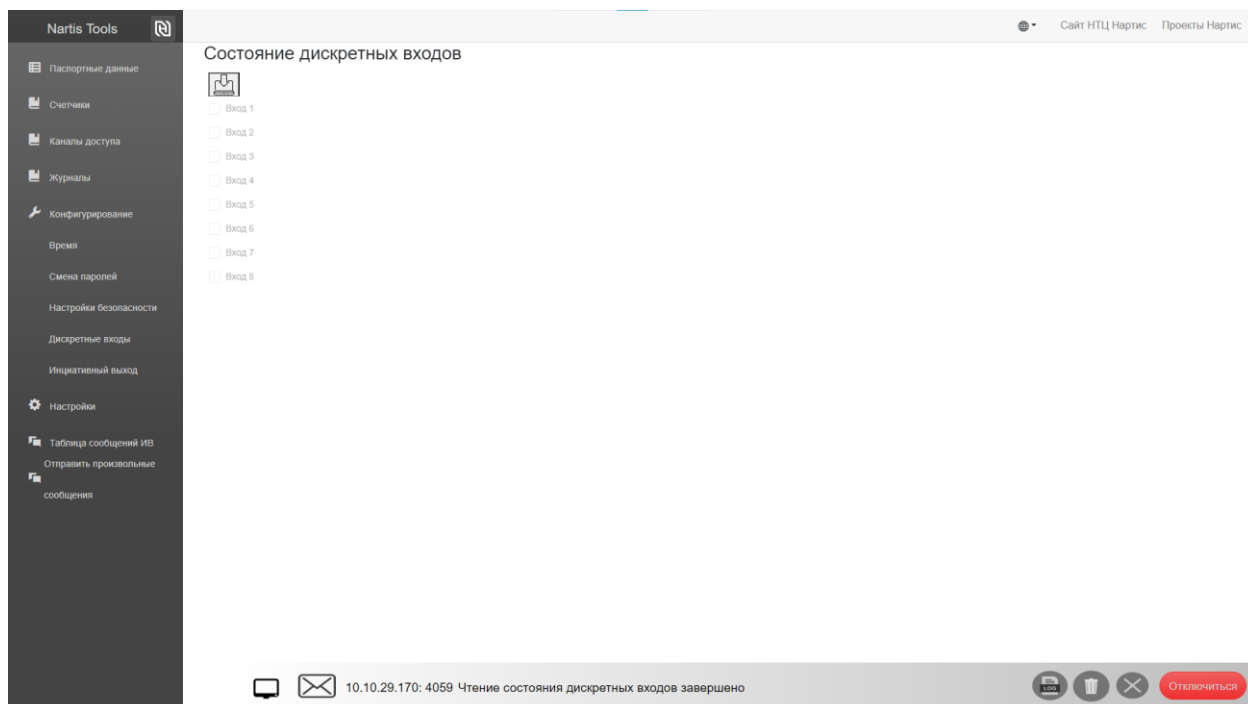 Nartis Tools
Сайт НТЦ Нартис
Проекты Нартис
Паспортные данные
Счетчики
Каналы доступа
Журналы
Конфигурирование
Время
Смена паролей
Настройки безопасности
Дискретные входы
Инциативный выход
Настройки
Таблица сообщений ИВ
Отправить произвольные
сообщения
Состояние дискретных входов
Вход 1
Вход 2
Вход 3
Вход 4
Вход 5
Вход 6
Вход 7
Вход 8
10.10.29.170: 4059 Чтение состояния дискретных входов завершено
LOG
Отключиться